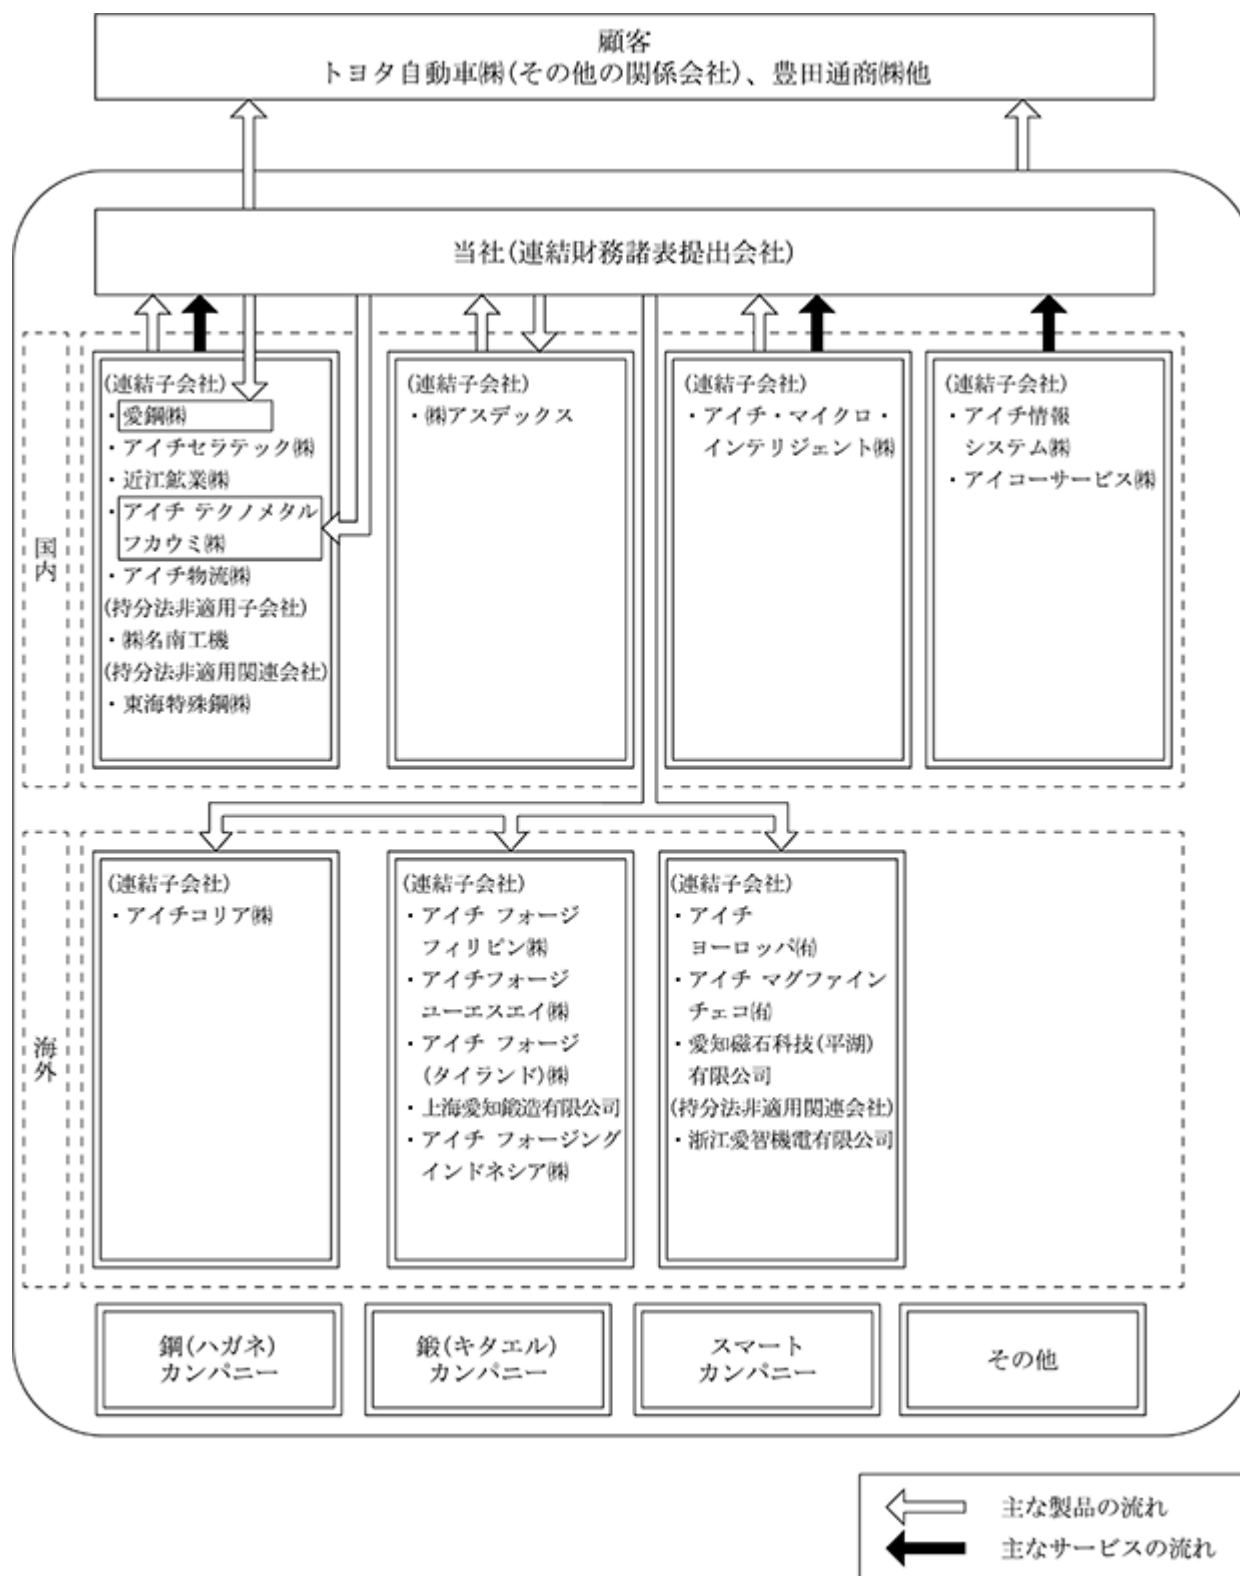 顧客
トヨタ自動車㈱(その他の関係会社)、豊田通商㈱他
当社(連結財務諸表提出会社)
国内
(連結子会社)
・愛鋼㈱
・アイチセラテック㈱
・近江鉱業㈱
・アイチ テクノメタル
フカウミ㈱
・アイチ物流㈱
(持分法非適用子会社)
・㈱名南工機
(持分法非適用関連会社)
・東海特殊鋼㈱
(連結子会社)
・㈱アスデックス
(連結子会社)
・アイチ・マイクロ・
インテリジェント㈱
(連結子会社)
・アイチ情報
システム㈱
・アイコーサービス㈱
海外
(連結子会社)
・アイチコリア㈱
(連結子会社)
・アイチ フォージ
フィリピン㈱
・アイチフォージ
ユーエスエイ㈱
・アイチ フォージ
(タイランド)㈱
・上海愛知鍛造有限公司
・アイチ フォージング
インドネシア㈱
(連結子会社)
・アイチ
ヨーロッパ㈲
・アイチ マグファイン
チェコ㈲
・愛知磁石科技(平湖)
有限公司
(持分法非適用関連会社)
・浙江愛智機電有限公司
鋼(ハガネ)
カンパニー
鍛(キタエル)
カンパニー
スマート
カンパニー
その他
主な製品の流れ
主なサービスの流れ